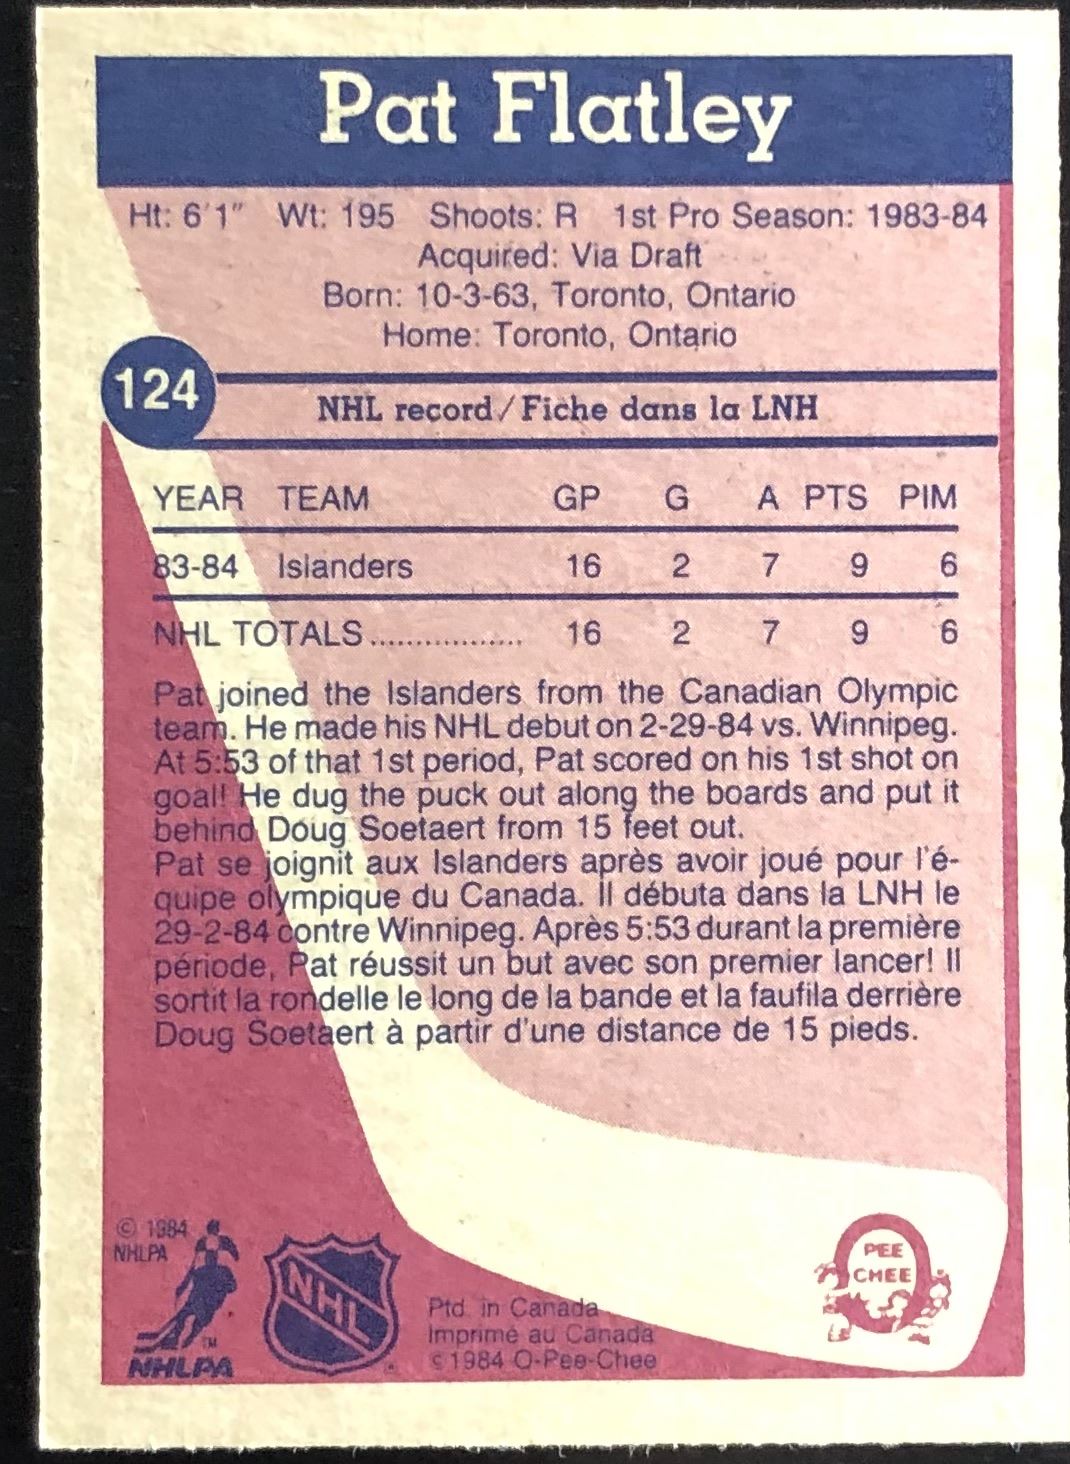 Pat Flatley
Ht: 6'1" Wt: 195 Shoots: R 1st Pro Season: 1983-84
Acquired: Via Draft
Born: 10-3-63, Toronto, Ontario
Home: Toronto, Ontario
124
NHL record/Fiche dans la LNH
YEAR TEAM GP G A PTS PIM
83-84 Islanders 16 2 7 9 6
NHL TOTALS................. 16 2 7 9 6
Pat joined the Islanders from the Canadian Olympic
team. He made his NHL debut on 2-29-84 vs. Winnipeg.
At 5:53 of that 1st period, Pat scored on his 1st shot on
goal! He dug the puck out along the boards and put it
behind Doug Soetaert from 15 feet out.
Pat se joignit aux Islanders après avoir joué pour l'é-
quipe olympique du Canada. Il débuta dans la LNH le
29-2-84 contre Winnipeg. Après 5:53 durant la première
période, Pat réussit un but avec son premier lancer! Il
sortit la rondelle le long de la bande et la faufila derrière
Doug Soetaert à partir d'une distance de 15 pieds.
© 1984
NHLPA
TM
NHLPA
NHL
Ptd. in Canada
Imprimé au Canada
© 1984 O-Pee-Chee
PEE
CHEE